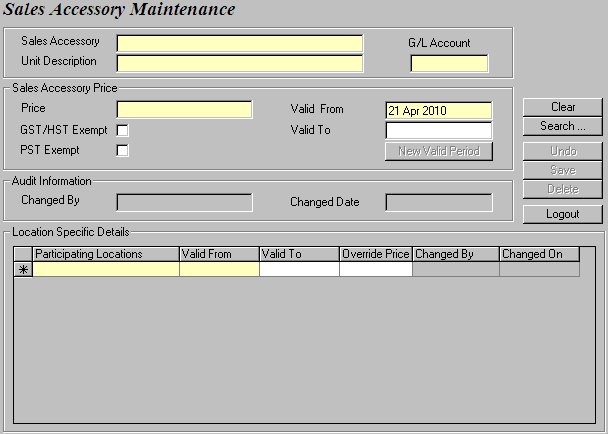 Sales Accessory Maintenance
Sales Accessory
G/L Account
Unit Description
Sales Accessory Price
Price
Valid From
21 Apr 2010
Clear
GST/HST Exempt
Valid To
Search ...
PST Exempt
New Valid Period
Undo
Save
Audit Information
Delete
Changed By
Changed Date
Logout
Location Specific Details
Participating Locations
Valid From
Valid To
Override Price
Changed By
Changed On